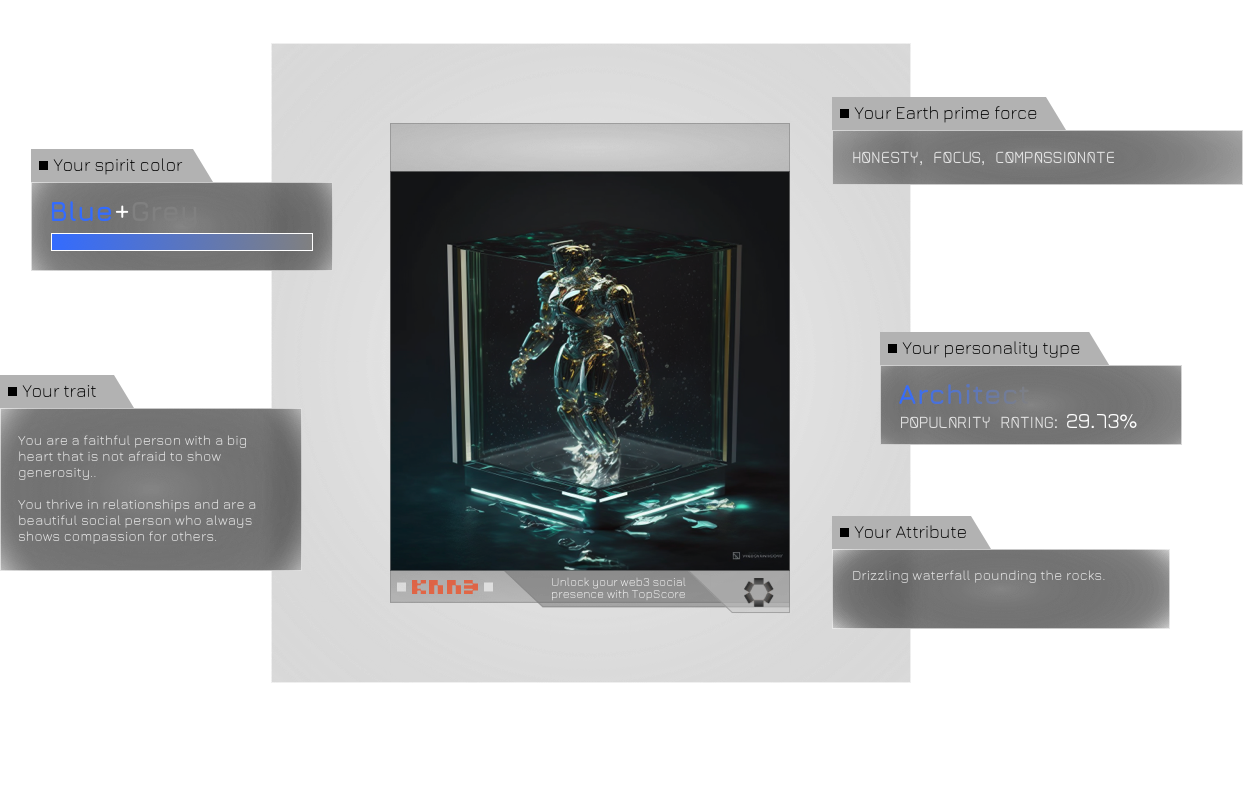 Your Earth prime force
HONESTY, FOCUS, COMPASSIONATE
Your spirit color
Blue+Grey
Your personality type
Architect
POPULARITY RATING: 29.73%
Your trait
You are a faithful person with a big
heart that is not afraid to show
generosity..
You thrive in relationships and are a
beautiful social person who always
shows compassion for others.
Your Attribute
Drizzling waterfall pounding the rocks.
KNN3
Unlock your web3 social
presence with TopScore